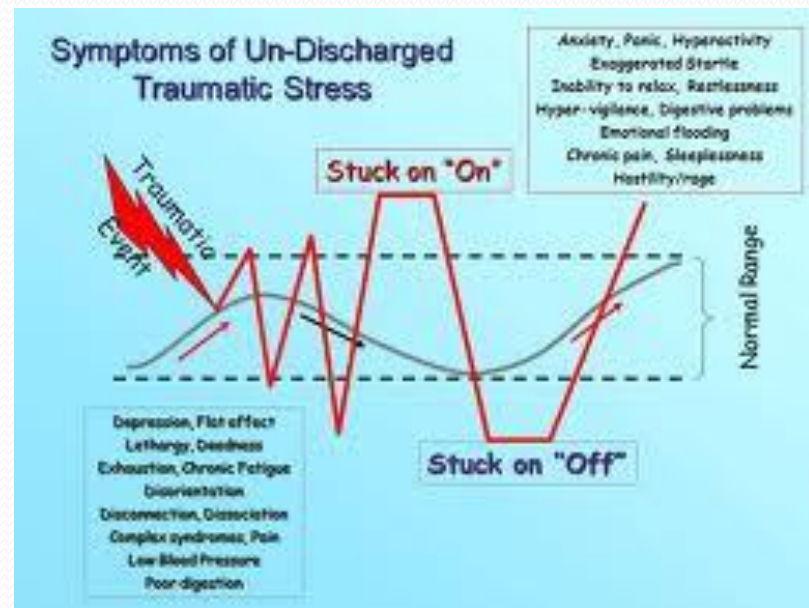 Symptoms of Un-Discharged
Traumatic Stress
Anxiety, Panic, Hyperactivity
Exaggerated Startle
Inability to relax, Restlessness
Hyper-vigilance, Digestive problems
Emotional flooding
Chronic pain, Sleeplessness
Hostility/rage
Traumatic
Event
Stuck on "On"
Normal Range
Stuck on "Off"
Depression, Flat affect
Lethargy, Deadness
Exhaustion, Chronic Fatigue
Disorientation
Disconnection, Dissociation
Complex syndromes, Pain
Low Blood Pressure
Poor digestion